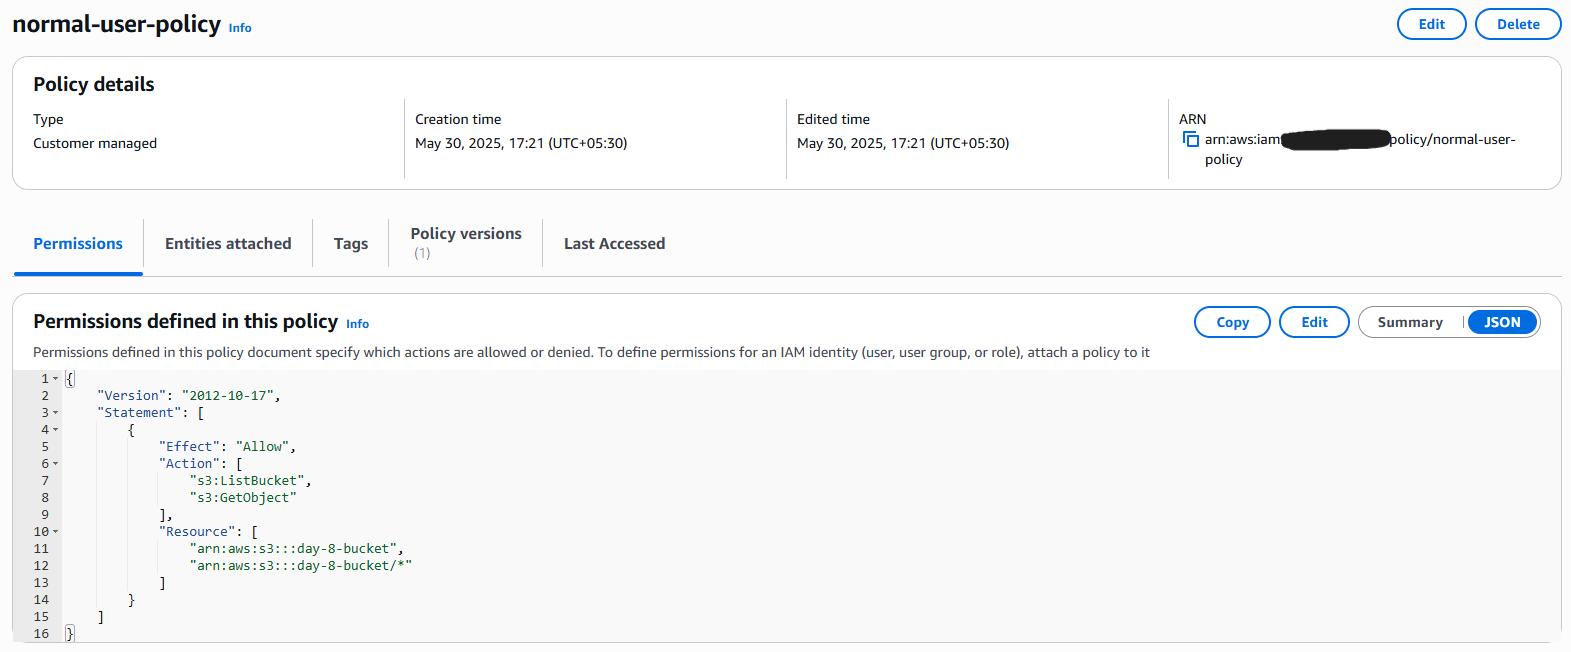 normal-user-policy Info
Edit
Delete
Policy details
Type
Customer managed
Creation time
May 30, 2025, 17:21 (UTC+05:30)
Edited time
May 30, 2025, 17:21 (UTC+05:30)
ARN
arn:aws:iam policy/normal-user-
policy
Permissions
Entities attached
Tags
Policy versions
(1)
Last Accessed
Permissions defined in this policy Info
Copy
Edit
Summary
JSON
Permissions defined in this policy document specify which actions are allowed or denied. To define permissions for an IAM identity (user, user group, or role), attach a policy to it
1 {
2     "Version": "2012-10-17",
3     "Statement": [
4         {
5             "Effect": "Allow",
6             "Action": [
7                 "s3:ListBucket",
8                 "s3:GetObject"
9             ],
10             "Resource": [
11                 "arn:aws:s3:::day-8-bucket",
12                 "arn:aws:s3:::day-8-bucket/*"
13             ]
14         }
15     ]
16 }